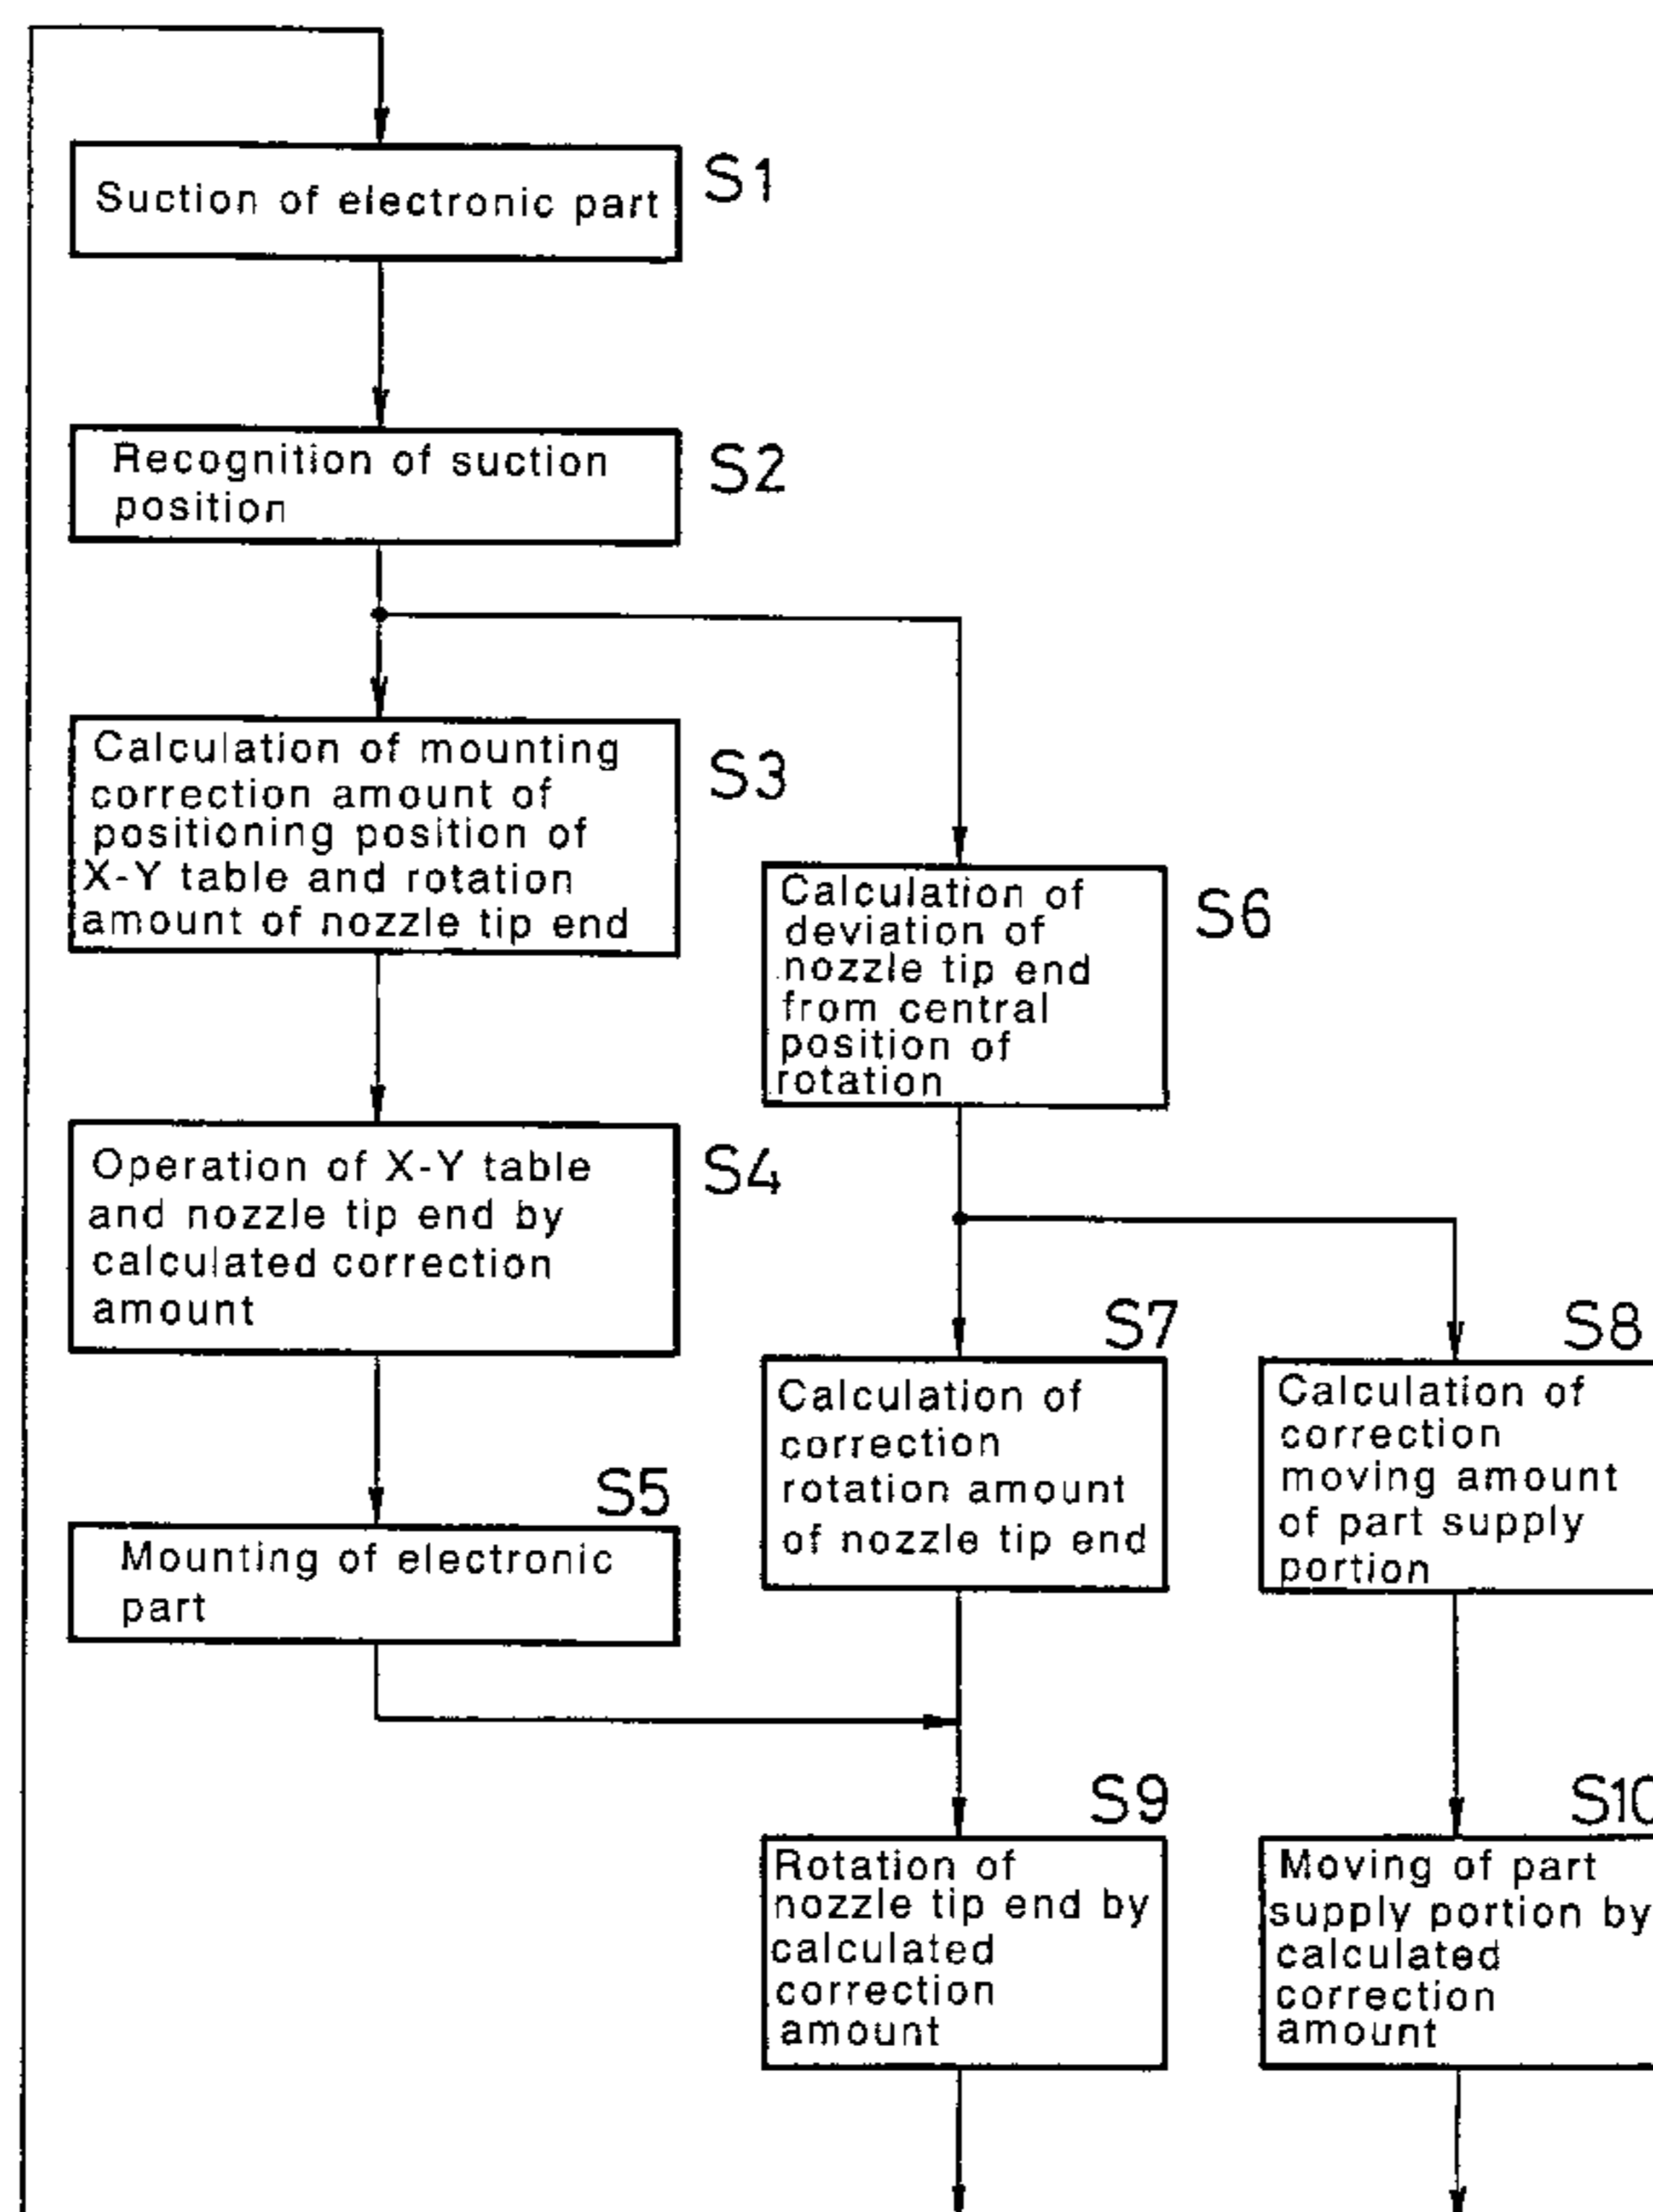 Suction of electronic part
S1
Recognition of suction
position
S2
Calculation of mounting
correction amount of
positioning position of
X-Y table and rotation
amount of nozzle tip end
S3
Calculation of
deviation of
nozzle tip end
from central
position of
rotation
S6
Operation of X-Y table
and nozzle tip end by
calculated correction
amount
S4
S7
Calculation of
correction
rotation amount
of nozzle tip end
S8
Calculation of
correction
moving amount
of part supply
portion
S5
Mounting of electronic
part
S9
Rotation of
nozzle tip end by
calculated
correction
amount
S10
Moving of part
supply portion by
calculated
correction
amount